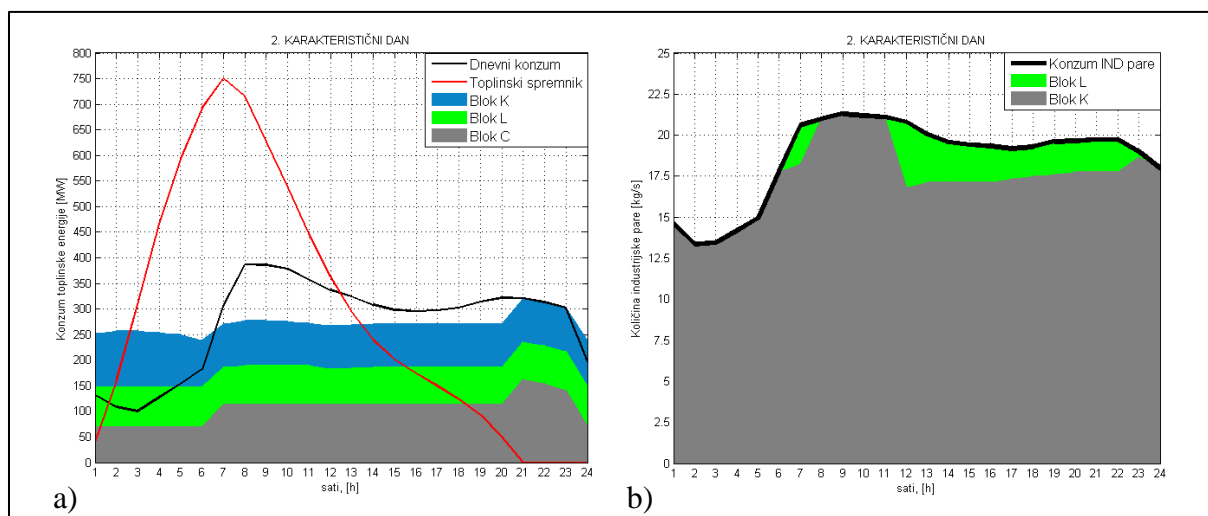 2. KARAKTERISTIČNI DAN
Konzum toplinske energije [MW]
800
750
700
650
600
550
500
450
400
350
300
250
200
150
100
50
0
Dnevni konzum
Toplinski spremnik
Blok K
Blok L
Blok C
1 2 3 4 5 6 7 8 9 10 11 12 13 14 15 16 17 18 19 20 21 22 23 24
sati, [h]
a)
2. KARAKTERISTIČNI DAN
Količina industrijske pare [kg/s]
25
22.5
20
17.5
15
12.5
10
7.5
5
2.5
0
Konzum IND pare
Blok L
Blok K
1 2 3 4 5 6 7 8 9 10 11 12 13 14 15 16 17 18 19 20 21 22 23 24
sati, [h]
b)